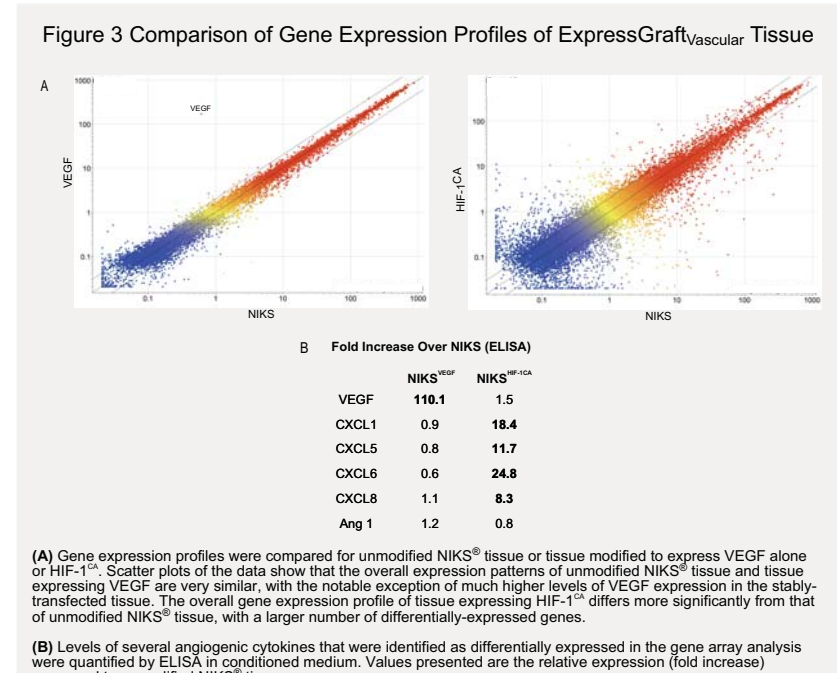 Figure 3 Comparison of Gene Expression Profiles of ExpressGraftVascular Tissue
A
1000
100
10
1
0.1
VEGF
VEGF
0.1 1 10 100 1000
NIKS
100
10
1
0.1
HIF-1CA
0.1 1 10 100 1000
NIKS
B Fold Increase Over NIKS (ELISA)
NIKSVEGF NIKSHIF-1CA
VEGF 110.1 1.5
CXCL1 0.9 18.4
CXCL5 0.8 11.7
CXCL6 0.6 24.8
CXCL8 1.1 8.3
Ang 1 1.2 0.8
(A) Gene expression profiles were compared for unmodified NIKS® tissue or tissue modified to express VEGF alone
or HIF-1CA. Scatter plots of the data show that the overall expression patterns of unmodified NIKS® tissue and tissue
expressing VEGF are very similar, with the notable exception of much higher levels of VEGF expression in the stably-
transfected tissue. The overall gene expression profile of tissue expressing HIF-1CA differs more significantly from that
of unmodified NIKS® tissue, with a larger number of differentially-expressed genes.
(B) Levels of several angiogenic cytokines that were identified as differentially expressed in the gene array analysis
were quantified by ELISA in conditioned medium. Values presented are the relative expression (fold increase)